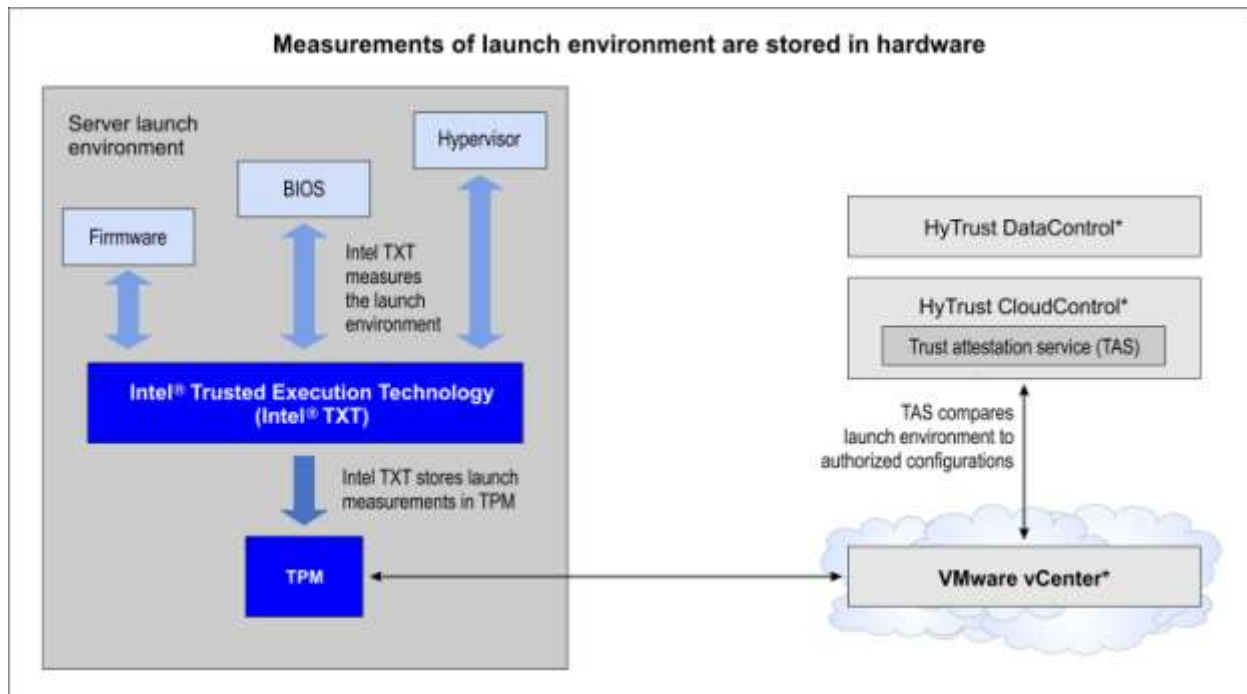 Measurements of launch environment are stored in hardware
Server launch
environment
Hypervisor
BIOS
Firmware
Intel TXT
measures
the launch
environment
Intel® Trusted Execution Technology
(Intel® TXT)
Intel TXT stores launch
measurements in TPM
TPM
HyTrust DataControl*
HyTrust CloudControl*
Trust attestation service (TAS)
TAS compares
launch environment to
authorized configurations
VMware vCenter*